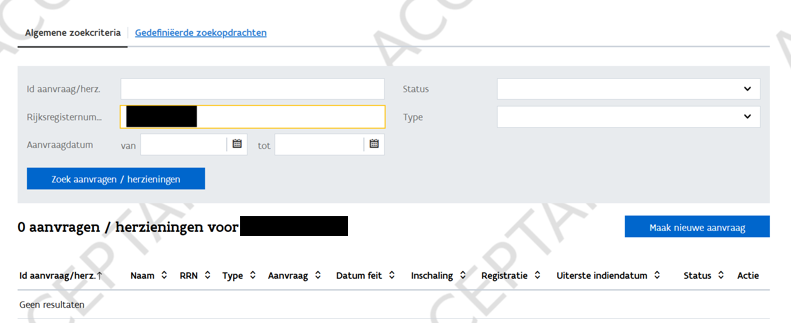 Algemene zoekcriteria Gedefiniëerde zoekopdrachten
Id aanvraag/herz. Status
Rijksregisternum... Type
Aanvraagdatum van tot
Zoek aanvragen / herzieningen
0 aanvragen / herzieningen voor Maak nieuwe aanvraag
Id aanvraag/herz.↑ Naam RRN Type Aanvraag Datum feit Inschaling Registratie Uiterste indiendatum Status Actie
Geen resultaten